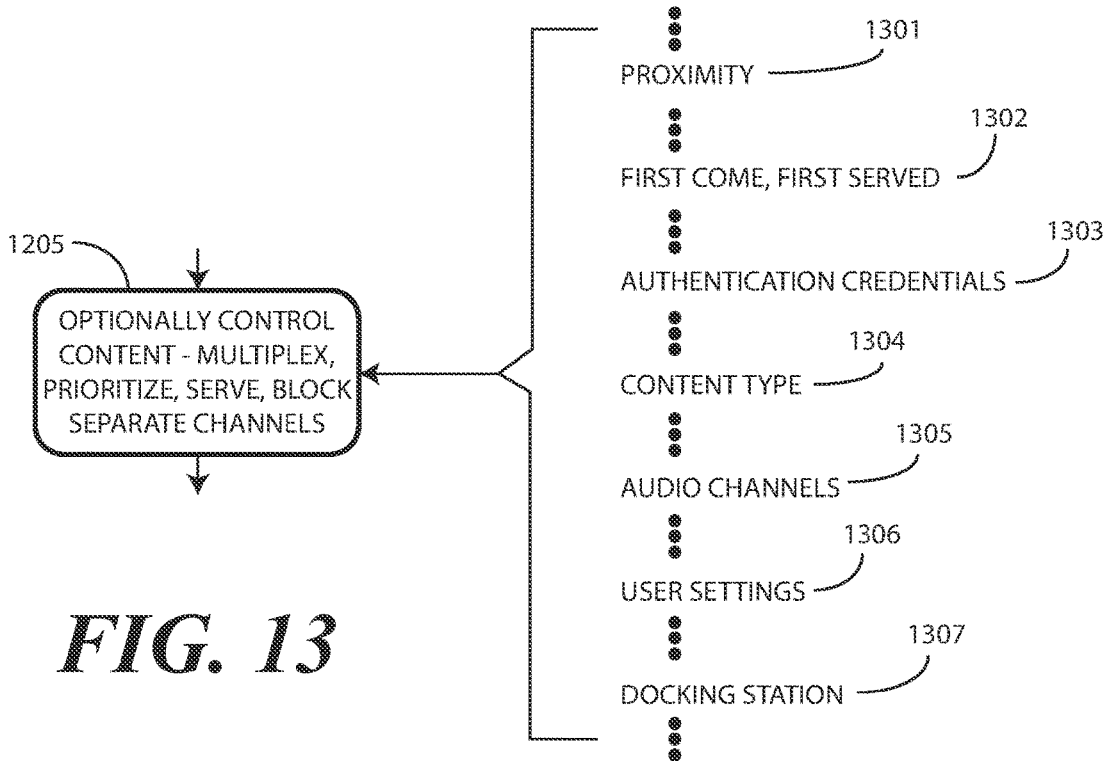 1301
PROXIMITY
1302
FIRST COME, FIRST SERVED
1303
AUTHENTICATION CREDENTIALS
1205
OPTIONALLY CONTROL
CONTENT - MULTIPLEX,
PRIORITIZE, SERVE, BLOCK
SEPARATE CHANNELS
1304
CONTENT TYPE
1305
AUDIO CHANNELS
1306
USER SETTINGS
1307
DOCKING STATION
FIG. 13